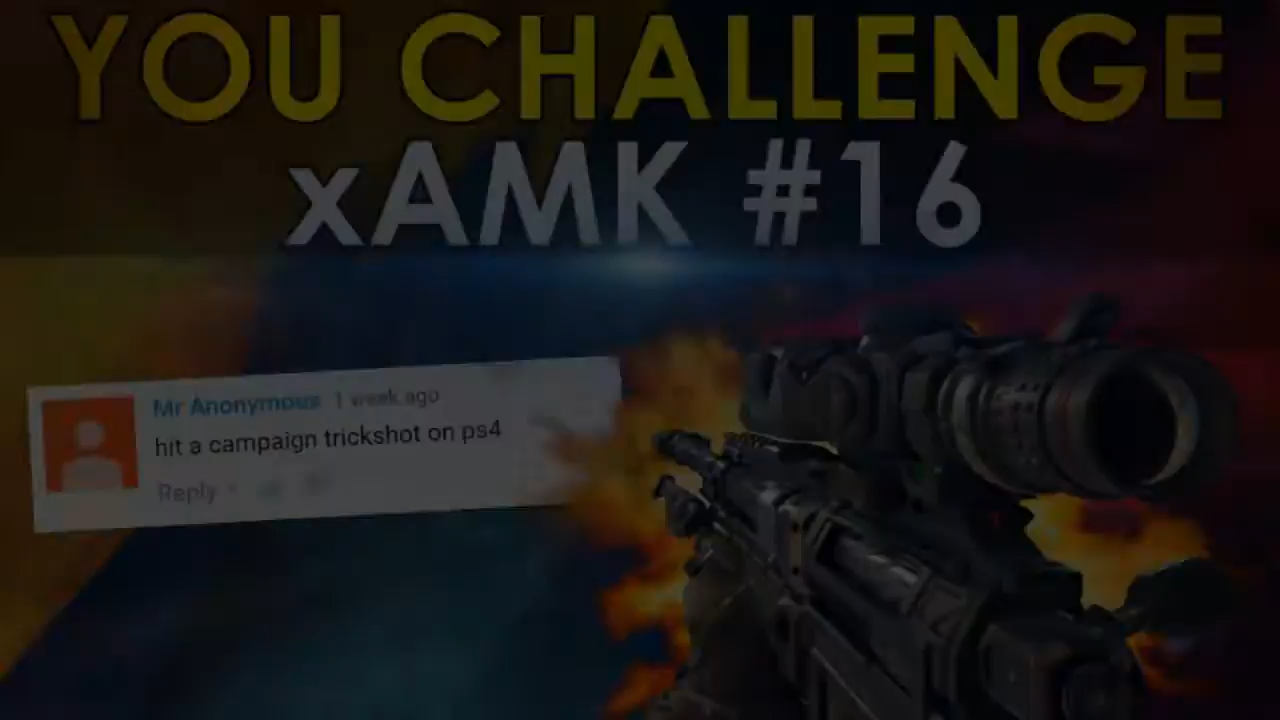 YOU CHALLENGE
xAMK #16
Mr Anonymous 1 week ago
hit a campaign trickshot on ps4
Reply